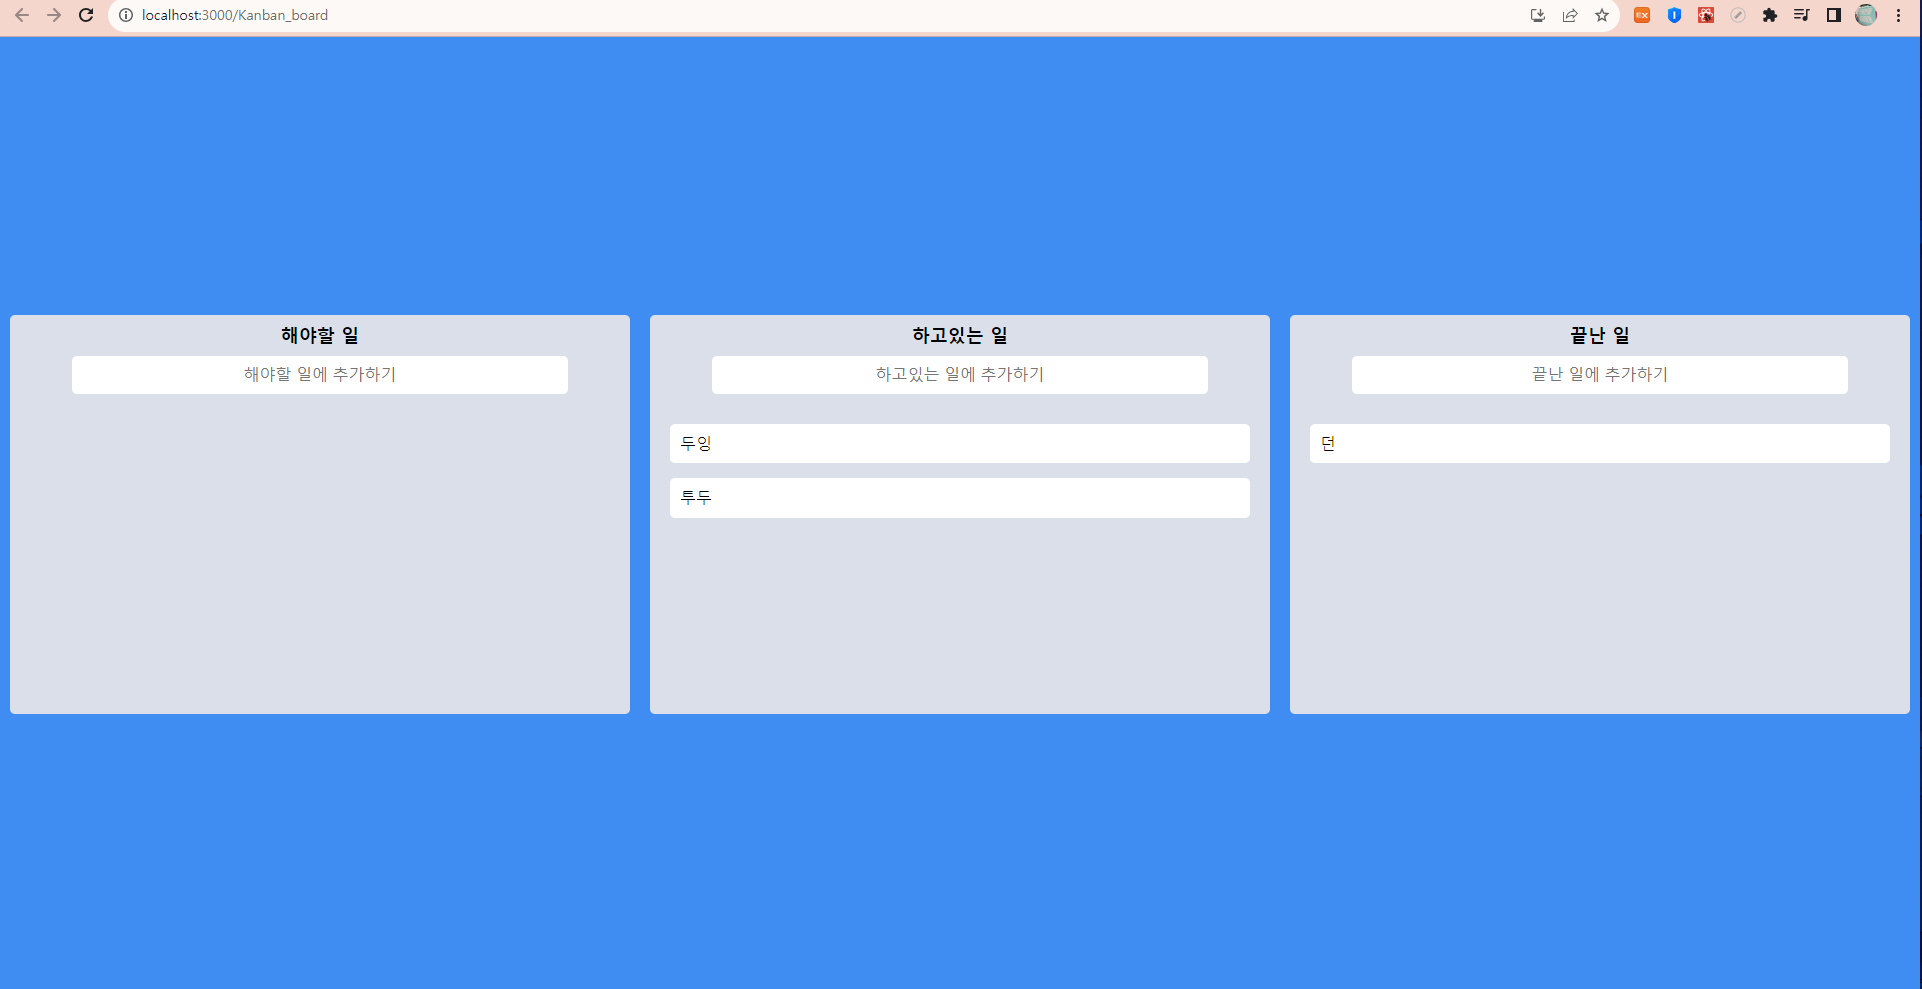 localhost:3000/Kanban_board
해야할 일
해야할 일에 추가하기
하고있는 일
하고있는 일에 추가하기
두잉
투두
끝난 일
끝난 일에 추가하기
던